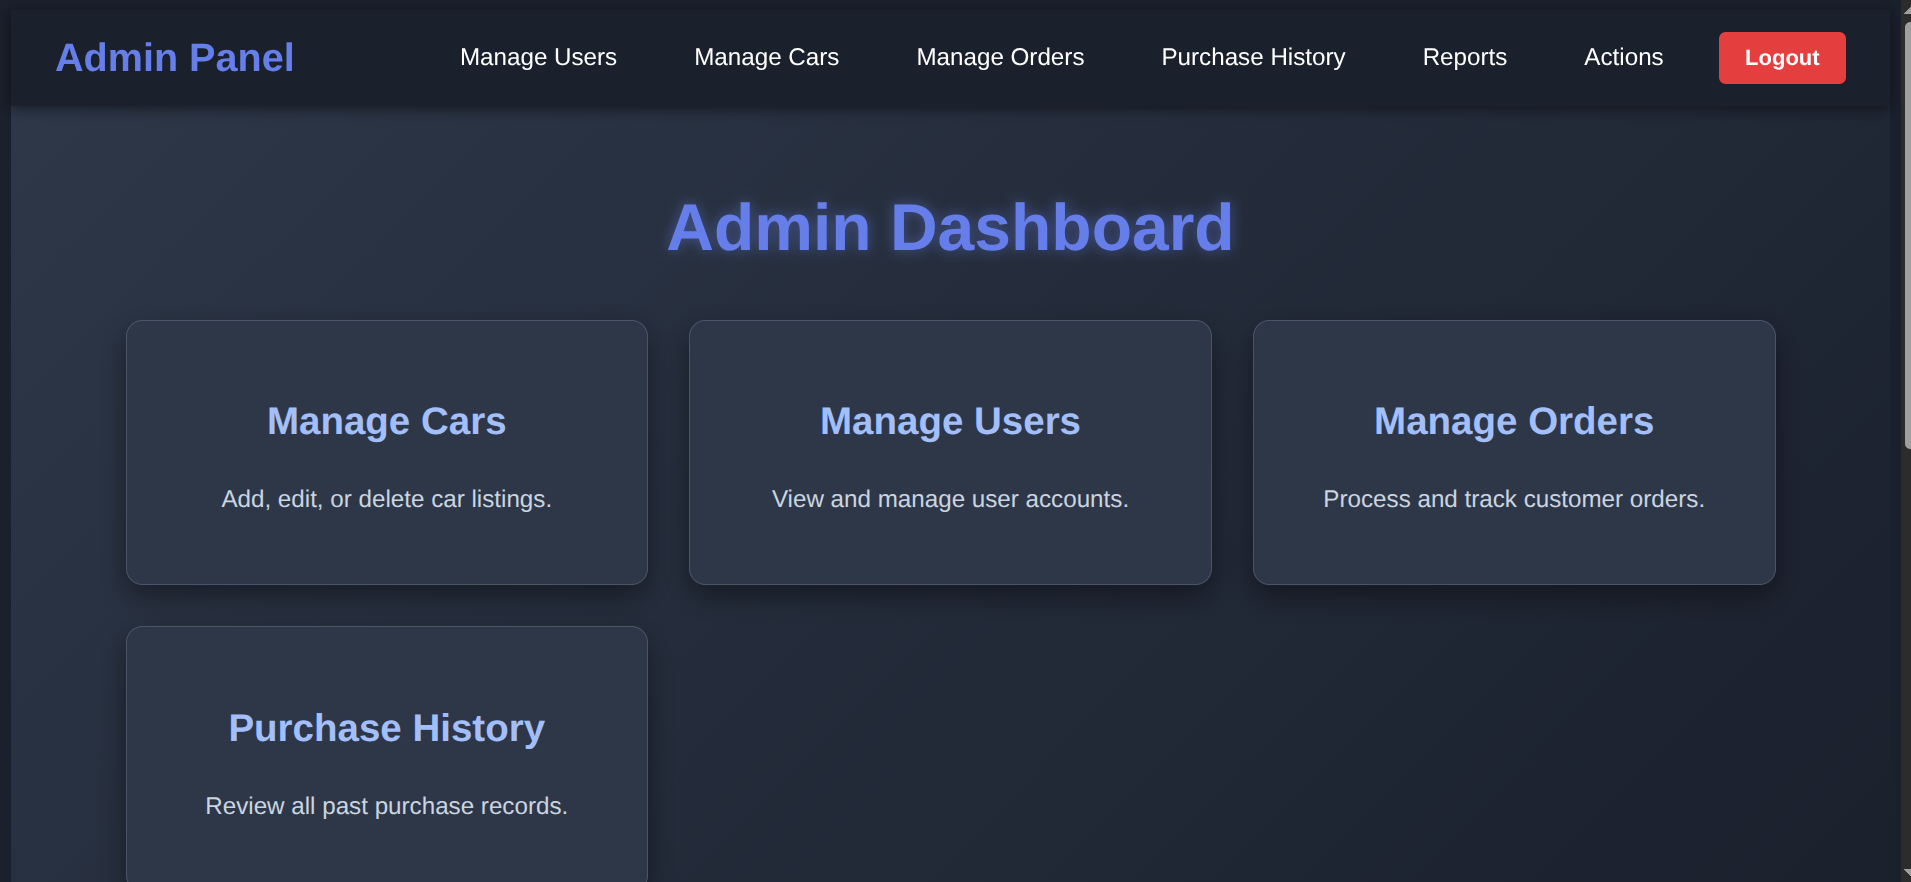 Admin Panel
Manage Users
Manage Cars
Manage Orders
Purchase History
Reports
Actions
Logout
Admin Dashboard
Manage Cars
Add, edit, or delete car listings.
Manage Users
View and manage user accounts.
Manage Orders
Process and track customer orders.
Purchase History
Review all past purchase records.